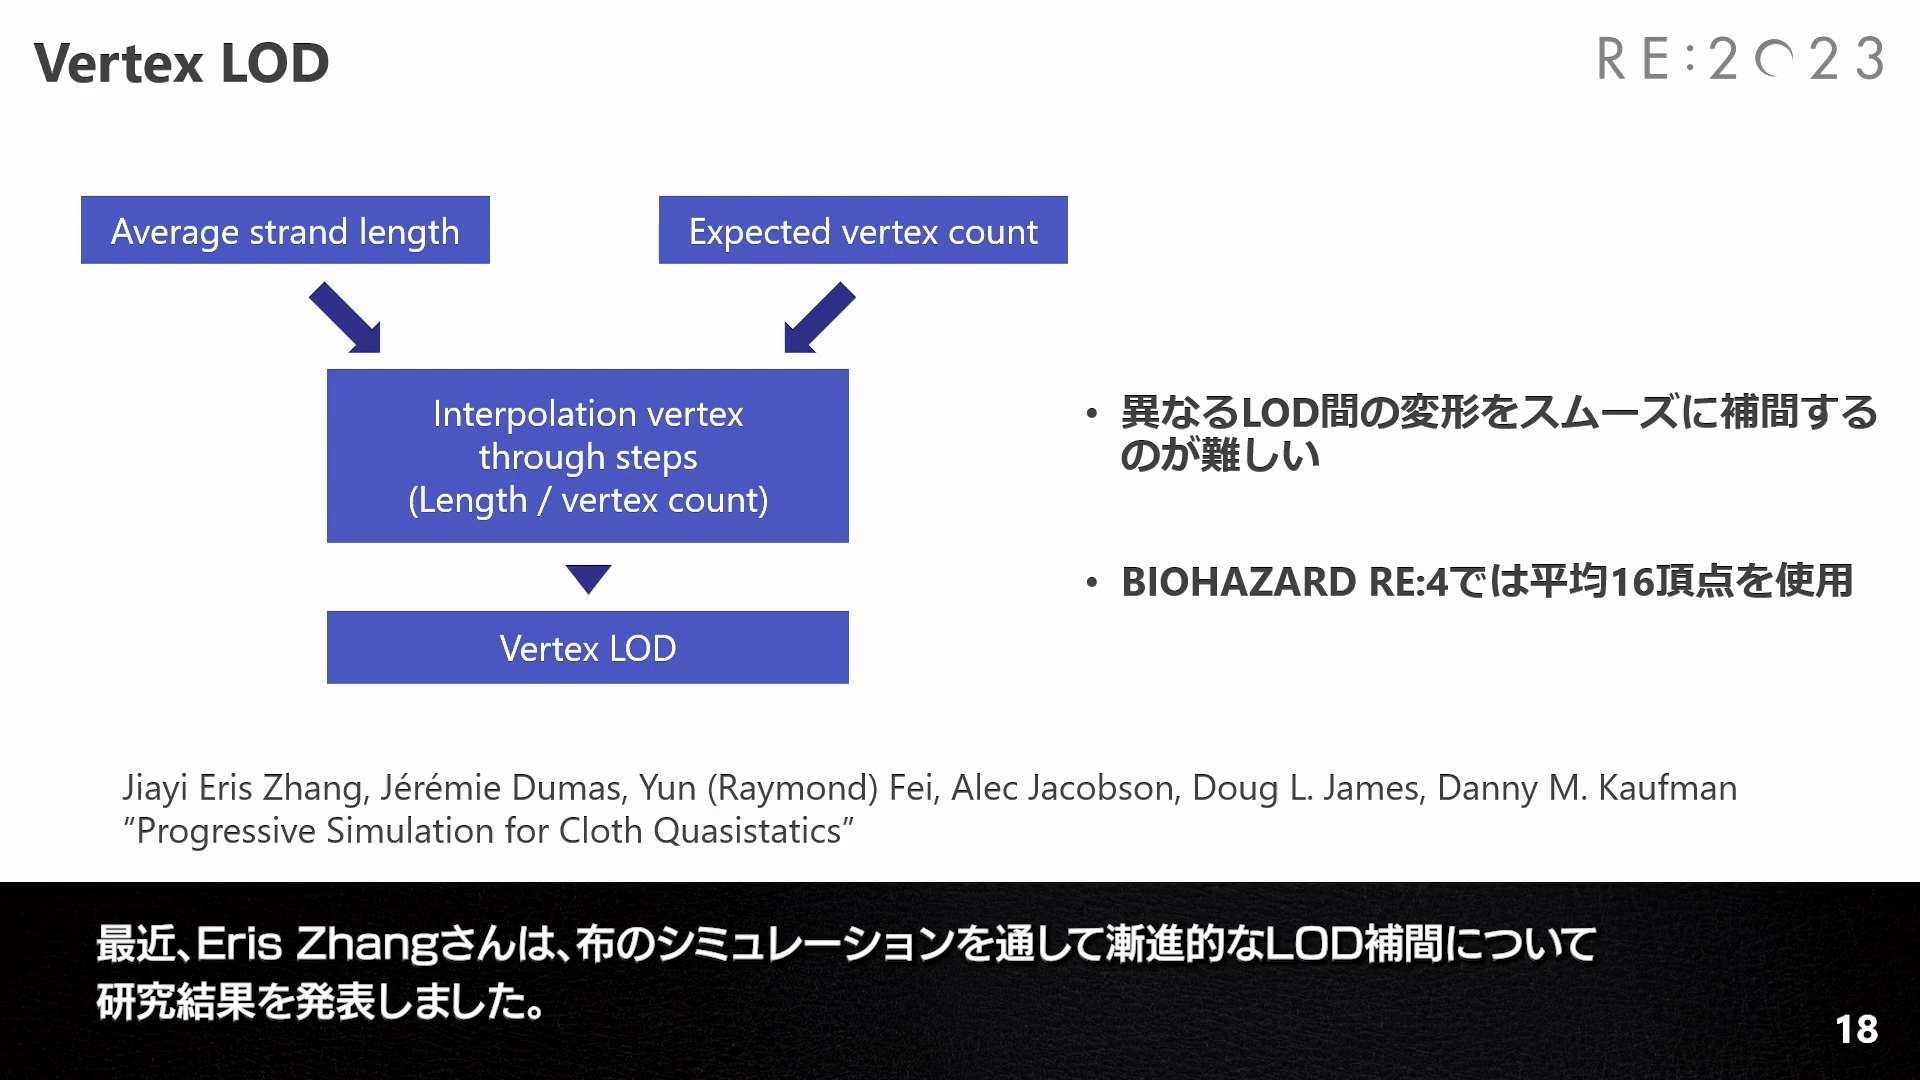 Vertex LOD
RE:2023
Average strand length
Expected vertex count
Interpolation vertex
through steps
(Length / vertex count)
Vertex LOD
• 異なるLOD間の変形をスムーズに補間する
のが難しい
• BIOHAZARD RE:4では平均16頂点を使用
Jiayi Eris Zhang, Jérémie Dumas, Yun (Raymond) Fei, Alec Jacobson, Doug L. James, Danny M. Kaufman
“Progressive Simulation for Cloth Quasistatics”
最近、Eris Zhangさんは、布のシミュレーションを通して漸進的なLOD補間について
研究結果を発表しました。
18